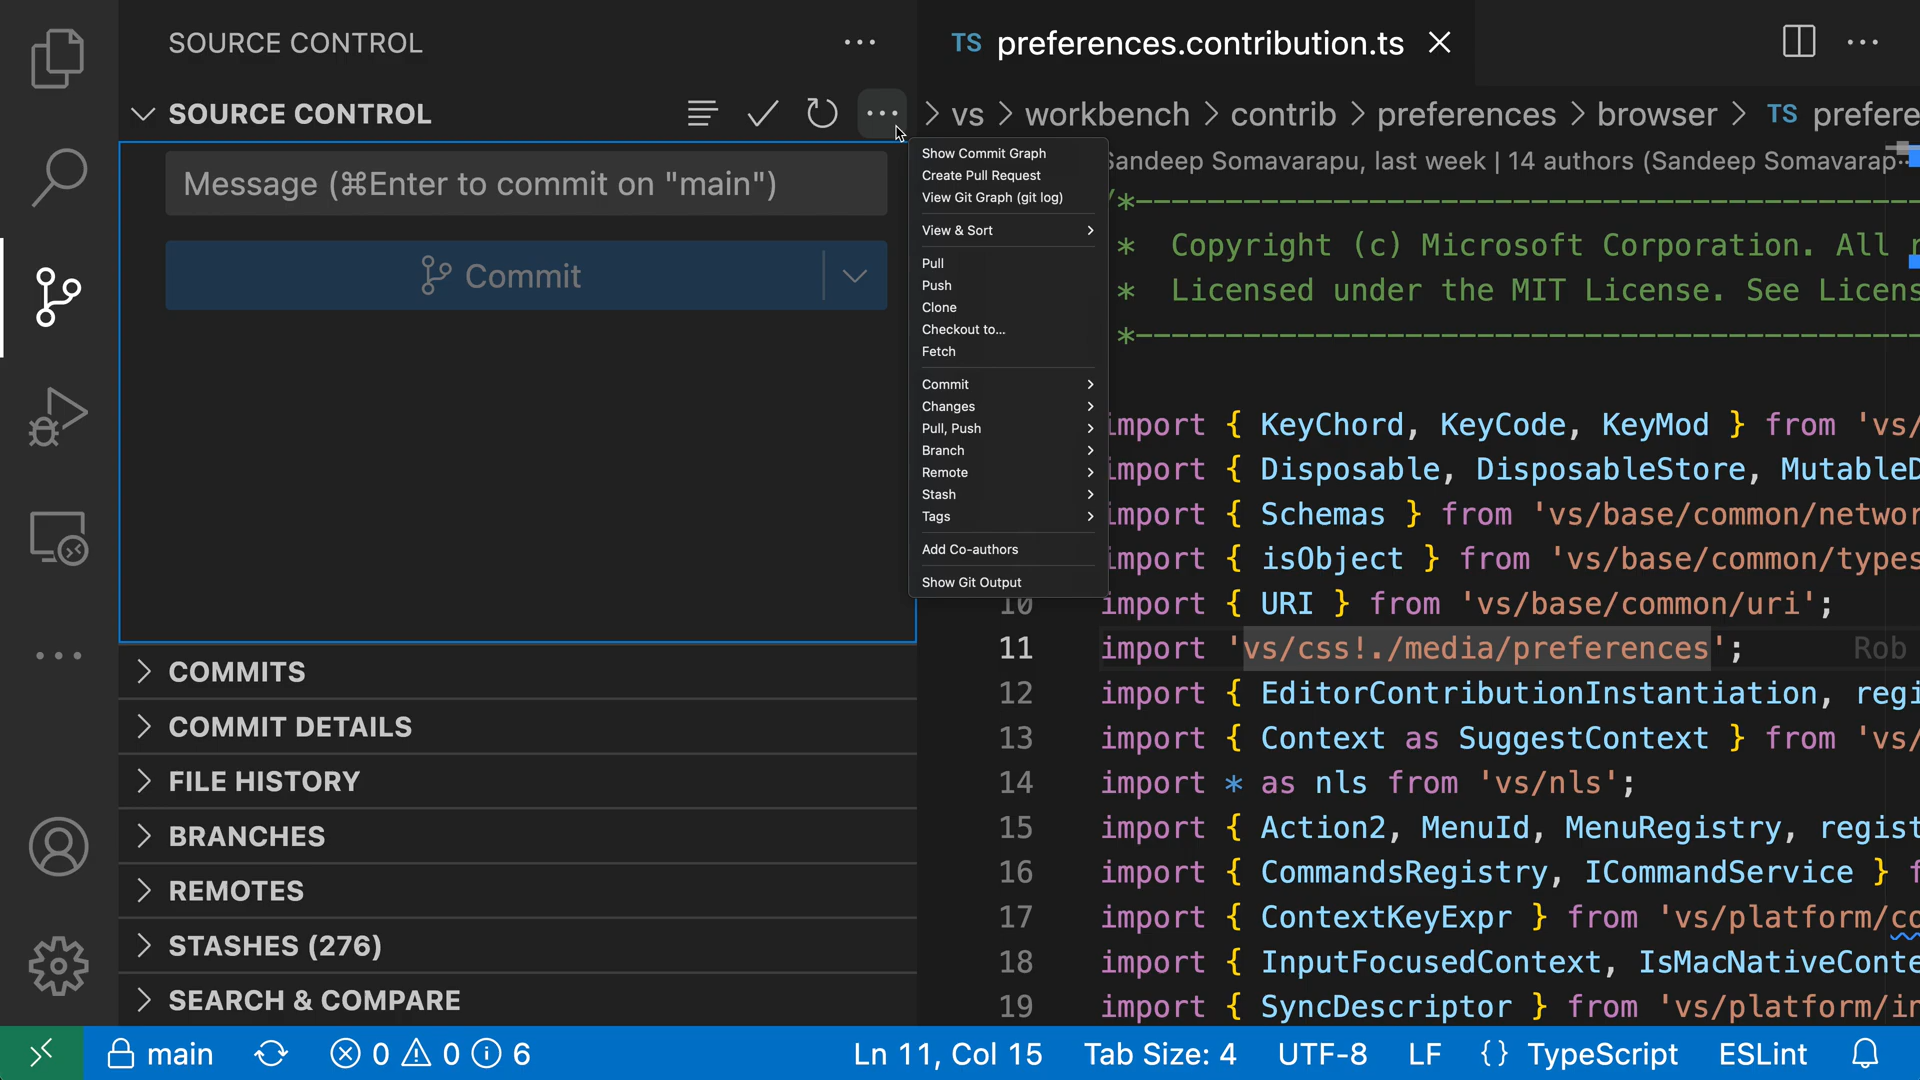 SOURCE CONTROL
SOURCE CONTROL
Message (⌘Enter to commit on "main")
Commit
COMMITS
COMMIT DETAILS
FILE HISTORY
BRANCHES
REMOTES
STASHES (276)
SEARCH & COMPARE
Show Commit Graph
Create Pull Request
View Git Graph (git log)
View & Sort
Pull
Push
Clone
Checkout to...
Fetch
Commit
Changes
Pull, Push
Branch
Remote
Stash
Tags
Add Co-authors
Show Git Output
TS preferences.contribution.ts
> vs > workbench > contrib > preferences > browser > TS prefere
Sandeep Somavarapu, last week | 14 authors (Sandeep Somavarap...
/*--------------------
* Copyright (c) Microsoft Corporation. All r
* Licensed under the MIT License. See Licens
*--------------------
import { KeyChord, KeyCode, KeyMod } from 'vs/
import { Disposable, DisposableStore, MutableD
import { Schemas } from 'vs/base/common/networ
import { isObject } from 'vs/base/common/types
10 import { URI } from 'vs/base/common/uri';
11 import 'vs/css!./media/preferences'; Rob
12 import { EditorContributionInstantiation, regi
13 import { Context as SuggestContext } from 'vs/
14 import * as nls from 'vs/nls';
15 import { Action2, MenuId, MenuRegistry, regist
16 import { CommandsRegistry, ICommandService } f
17 import { ContextKeyExpr } from 'vs/platform/co
18 import { InputFocusedContext, IsMacNativeConte
19 import { SyncDescriptor } from 'vs/platform/in
main 0 0 6 Ln 11, Col 15 Tab Size: 4 UTF-8 LF {} TypeScript ESLint